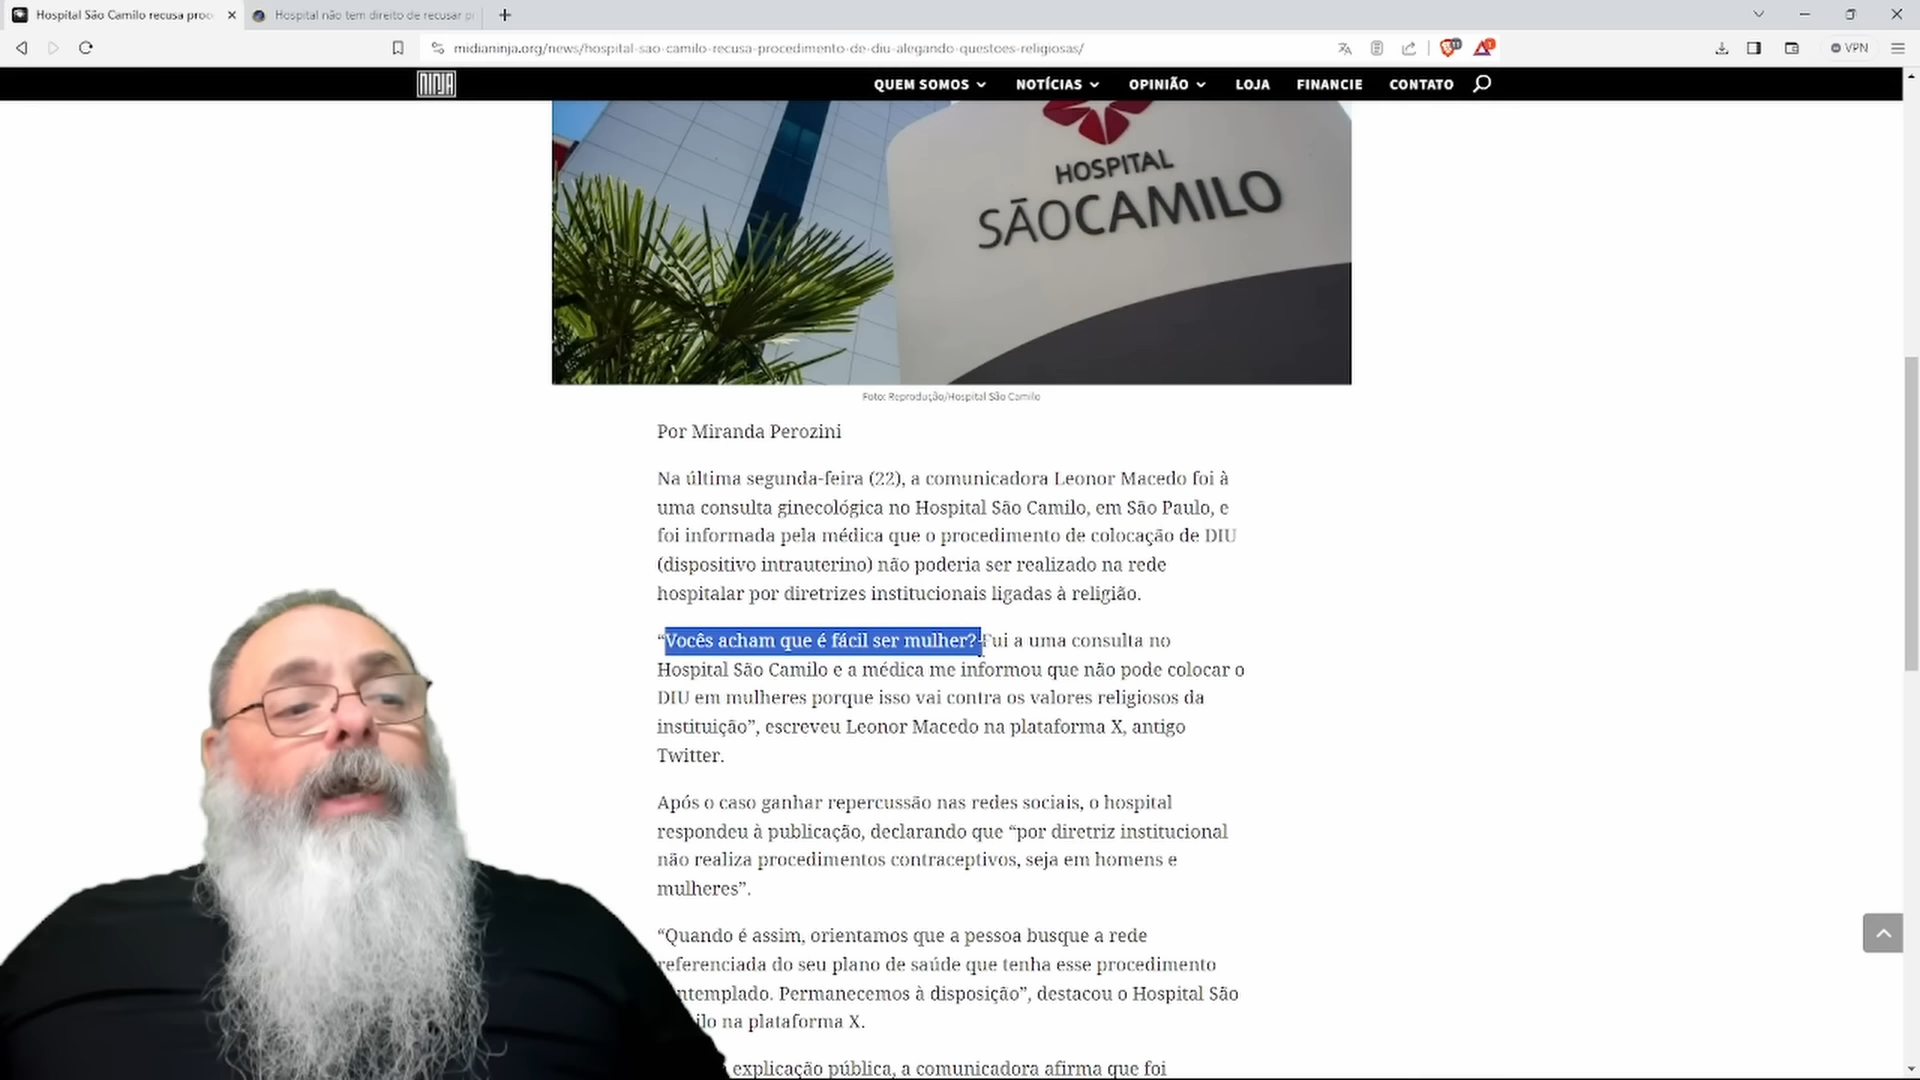 Hospital São Camilo recusa proc
Hospital não tem direito de recusar p
midianinja.org/news/hospital-sao-camilo-recusa-procedimento-de-diu-alegando-questoes-religiosas/
VPN
NINJA
QUEM SOMOS
NOTÍCIAS
OPINIÃO
LOJA
FINANCIE
CONTATO
HOSPITAL
SÃOCAMILO
Foto: Reprodução/Hospital São Camilo
Por Miranda Perozini
Na última segunda-feira (22), a comunicadora Leonor Macedo foi à
uma consulta ginecológica no Hospital São Camilo, em São Paulo, e
foi informada pela médica que o procedimento de colocação de DIU
(dispositivo intrauterino) não poderia ser realizado na rede
hospitalar por diretrizes institucionais ligadas à religião.
“Vocês acham que é fácil ser mulher? Fui a uma consulta no
Hospital São Camilo e a médica me informou que não pode colocar o
DIU em mulheres porque isso vai contra os valores religiosos da
instituição”, escreveu Leonor Macedo na plataforma X, antigo
Twitter.
Após o caso ganhar repercussão nas redes sociais, o hospital
respondeu à publicação, declarando que “por diretriz institucional
não realiza procedimentos contraceptivos, seja em homens e
mulheres”.
“Quando é assim, orientamos que a pessoa busque a rede
referenciada do seu plano de saúde que tenha esse procedimento
ntemplado. Permanecemos à disposição”, destacou o Hospital São
ilo na plataforma X.
explicação pública, a comunicadora afirma que foi